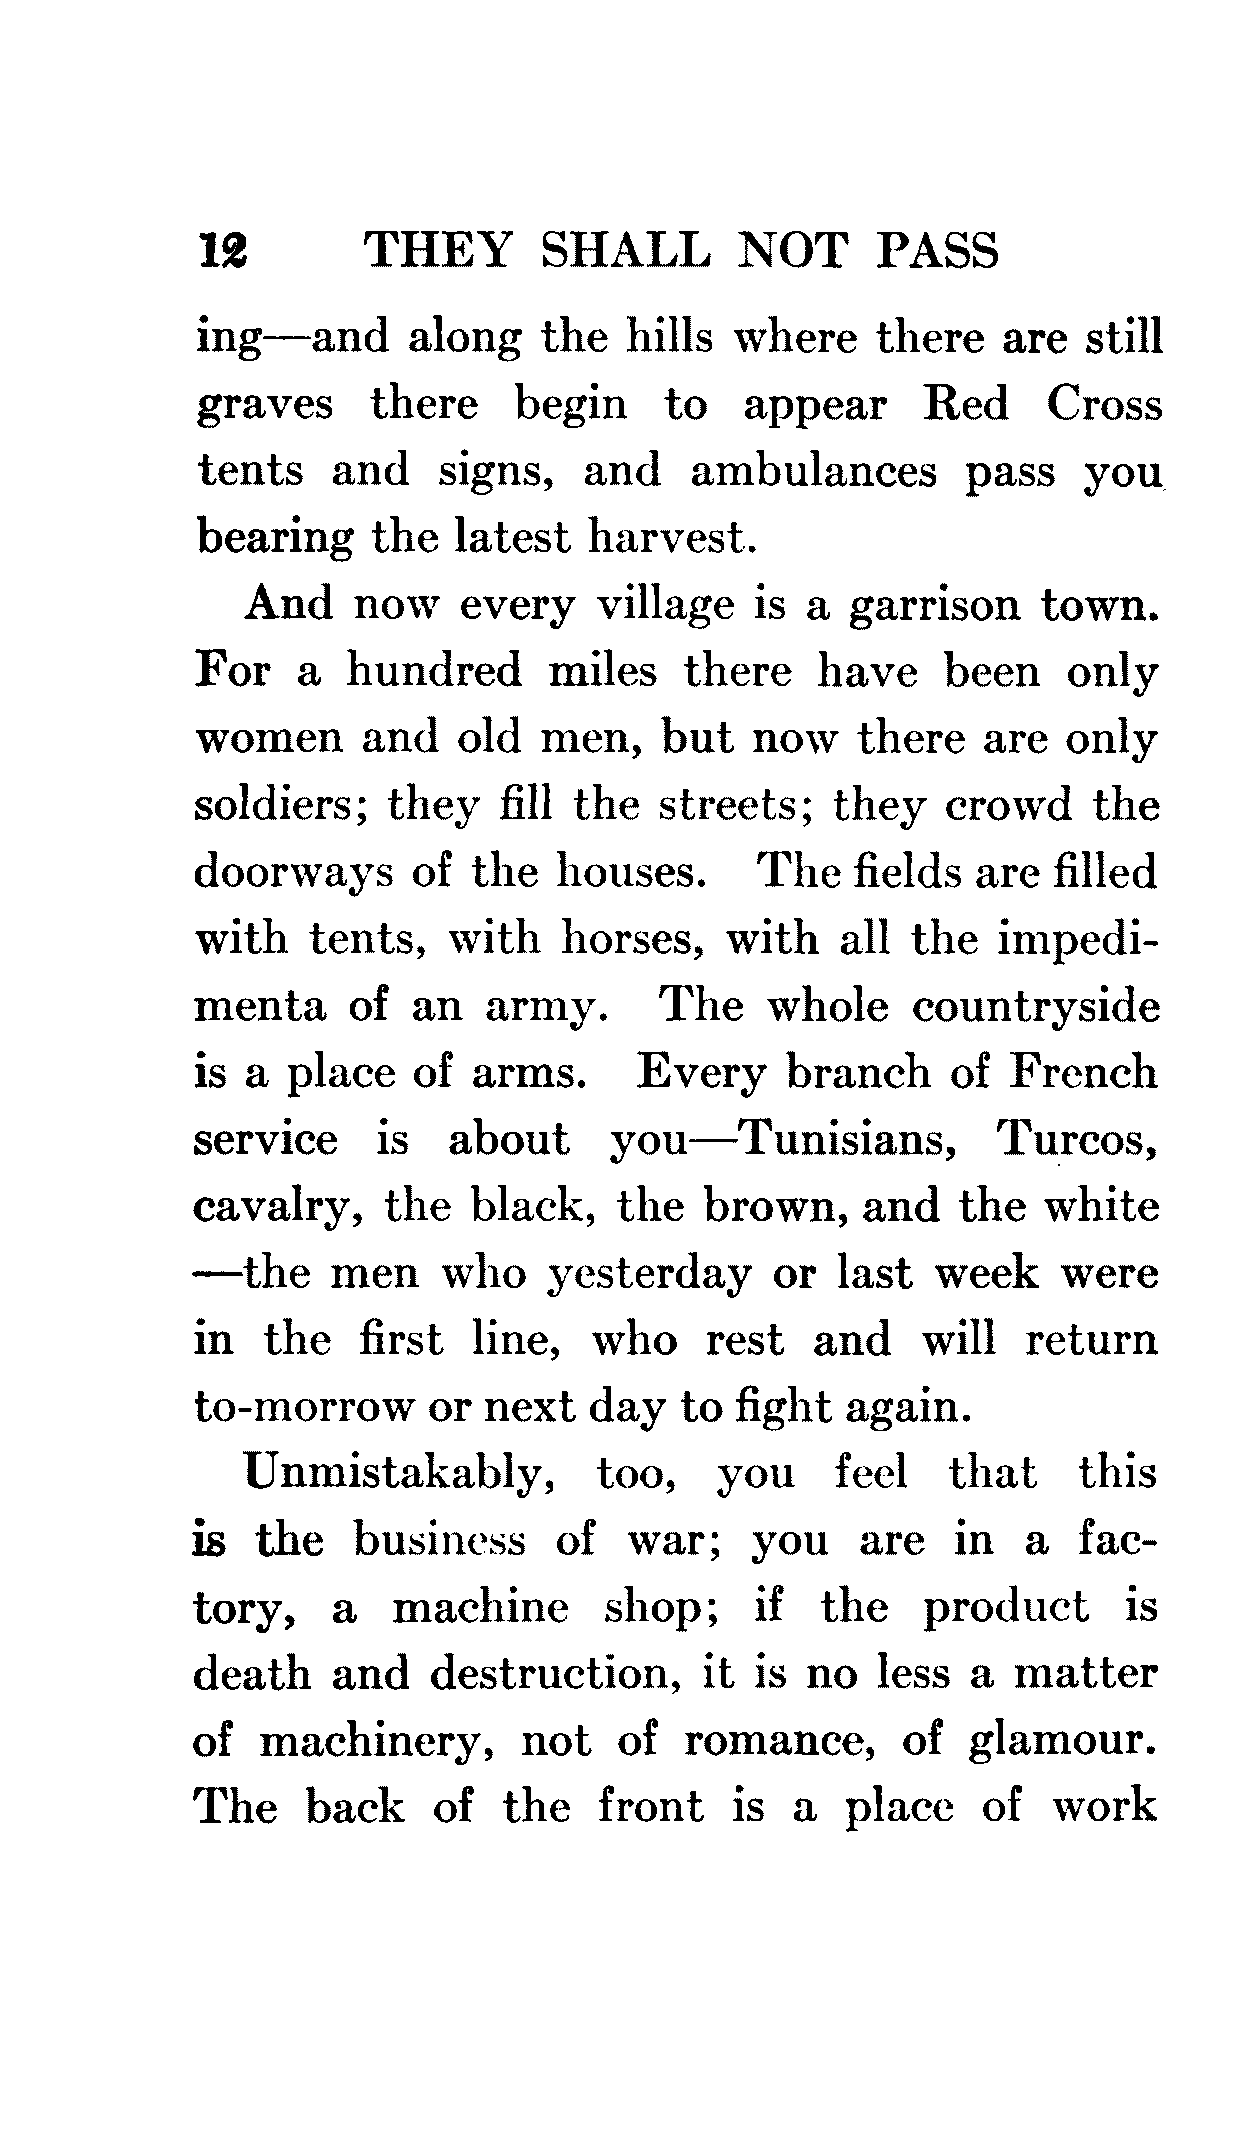 12 THEY SHALL NOT PASS
ing—and along the hills where there are still
graves there begin to appear Red Cross
tents and signs, and ambulances pass you
bearing the latest harvest.
And now every village is a garrison town.
For a hundred miles there have been only
women and old men, but now there are only
soldiers; they fill the streets; they crowd the
doorways of the houses. The fields are filled
with tents, with horses, with all the impedi-
menta of an army. The whole countryside
is a place of arms. Every branch of French
service is about you—Tunisians, Turcos,
cavalry, the black, the brown, and the white
—the men who yesterday or last week were
in the first line, who rest and will return
to-morrow or next day to fight again.
Unmistakably, too, you feel that this
is the business of war; you are in a fac-
tory, a machine shop; if the product is
death and destruction, it is no less a matter
of machinery, not of romance, of glamour.
The back of the front is a place of work